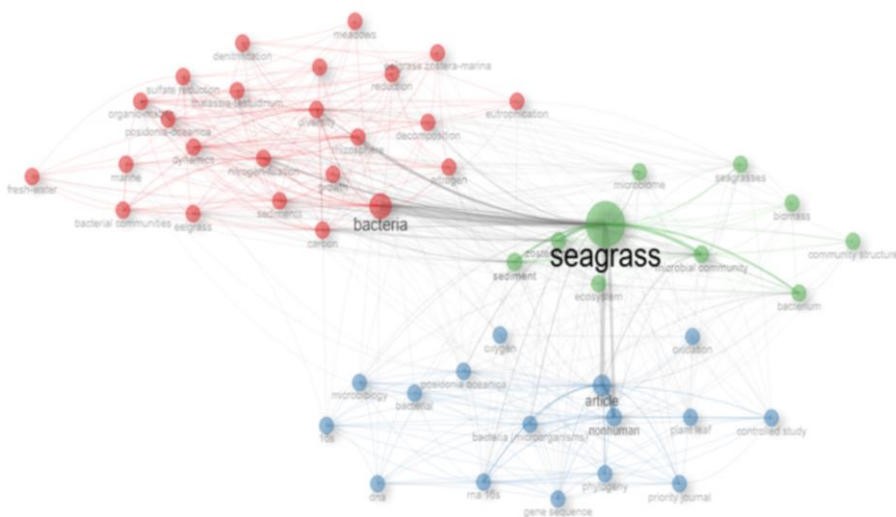 meadows
denitrification
eelgrass zostera-marina
reduction
sulfate reduction
thalassia-testudinum
organic-matter
posidonia-oceanica
diversity
eutrophication
decomposition
rhizosphere
dynamics
nitrogen-fixation
marine
growth
nitrogen
fresh-water
microbiome
seagrasses
biomass
bacterial communities
eelgrass
sediments
bacteria
carbon
seagrass
community structure
sediment
microbial community
ecosystem
bacterium
oxygen
oxidation
microbiology
posidonia oceanica
bacterial
article
16s
bacteria (microorganisms)
nonhuman
plant leaf
controlled study
dna
rna 16s
phylogeny
priority journal
gene sequence